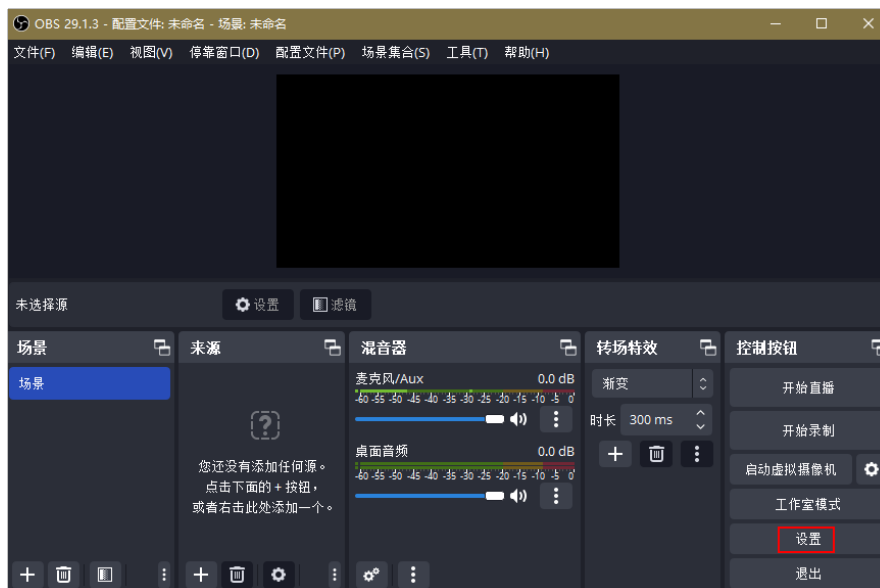 OBS 29.1.3 - 配置文件: 未命名 - 场景: 未命名
文件(F) 编辑(E) 视图(V) 停靠窗口(D) 配置文件(P) 场景集合(S) 工具(T) 帮助(H)
未选择源 设置 滤镜
场景
场景
来源
您还没有添加任何源。
点击下面的 + 按钮，
或者右击此处添加一个。
混音器
麦克风/Aux 0.0 dB
-60 -55 -50 -45 -40 -35 -30 -25 -20 -15 -10 -5 0
桌面音频 0.0 dB
-60 -55 -50 -45 -40 -35 -30 -25 -20 -15 -10 -5 0
转场特效
渐变
时长 300 ms
控制按钮
开始直播
开始录制
启动虚拟摄像机
工作室模式
设置
退出